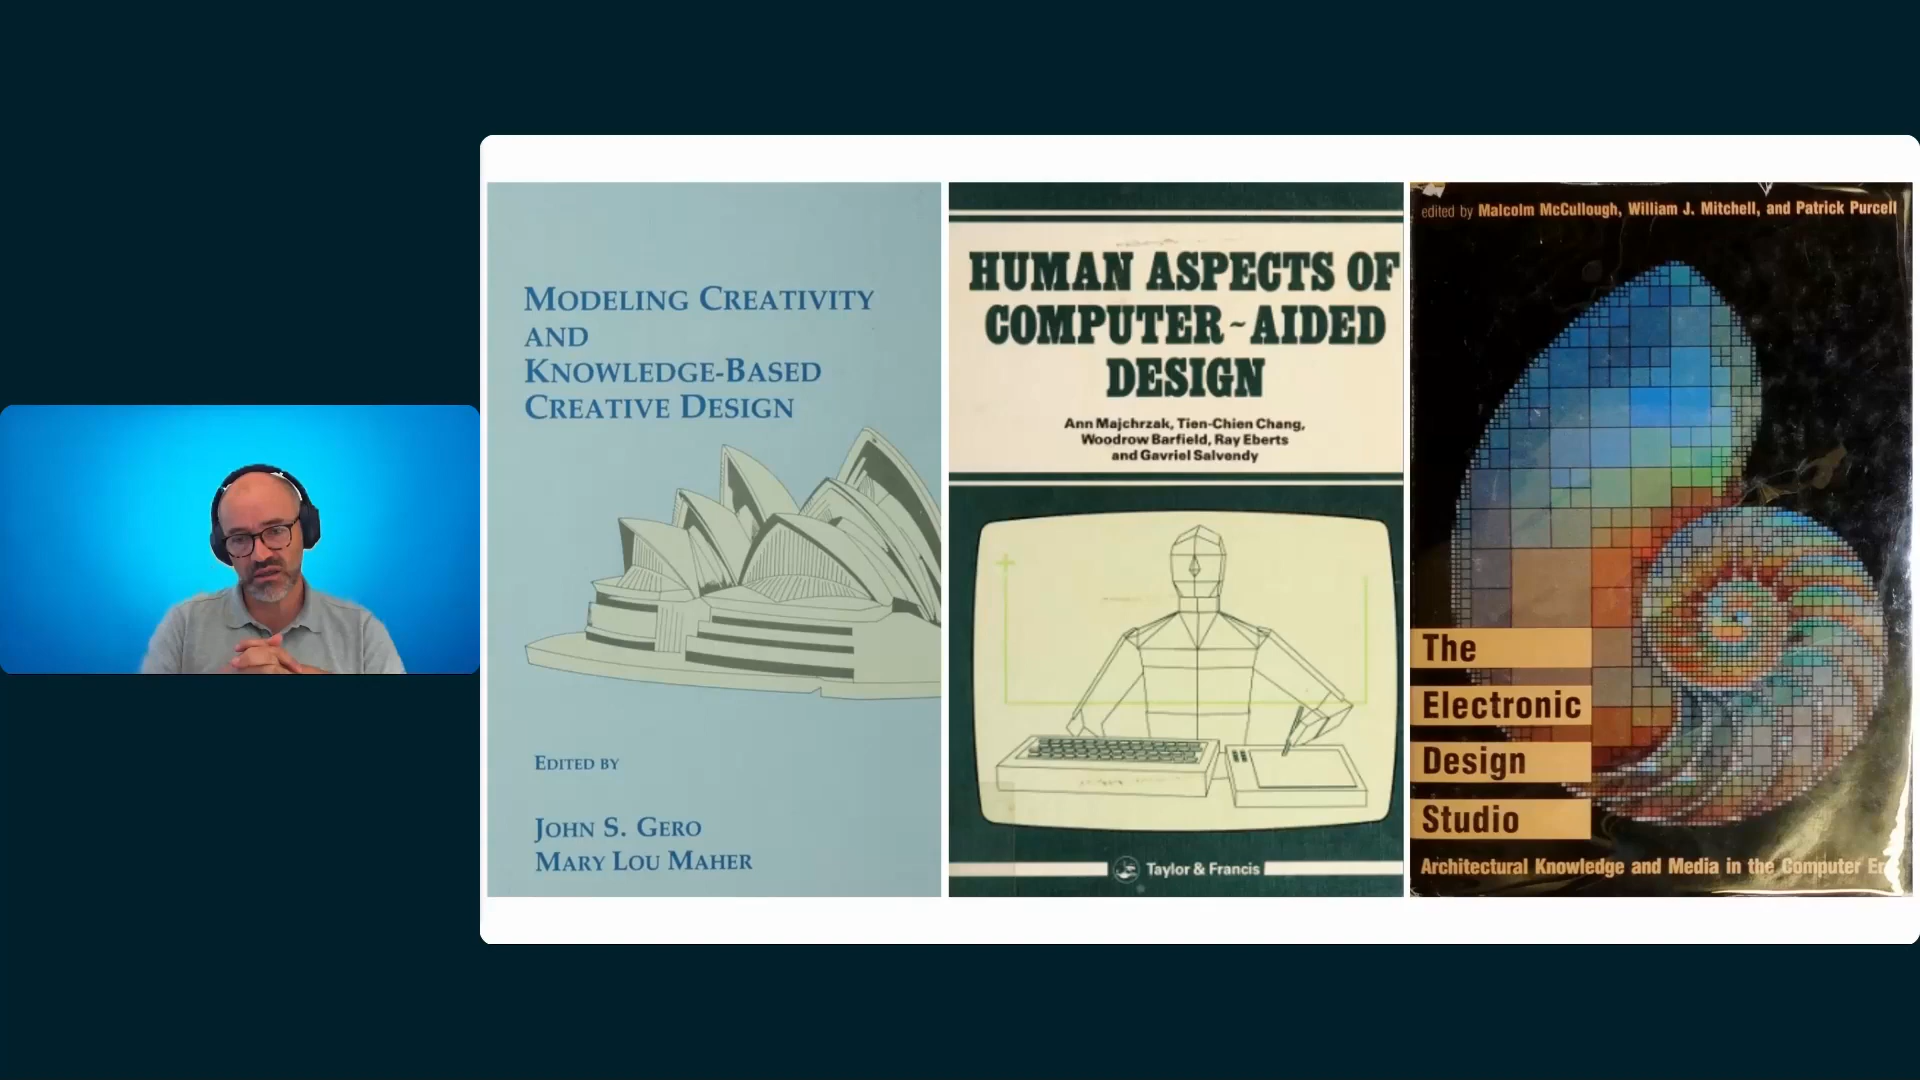 MODELING CREATIVITY
AND
KNOWLEDGE-BASED
CREATIVE DESIGN
EDITED BY
JOHN S. GERO
MARY LOU MAHER
HUMAN ASPECTS OF
COMPUTER-AIDED
DESIGN
Ann Majchrzak, Tien-Chien Chang,
Woodrow Barfield, Ray Eberts
and Gavriel Salvendy
Taylor & Francis
edited by Malcolm McCullough, William J. Mitchell, and Patrick Purcell
The
Electronic
Design
Studio
Architectural Knowledge and Media in the Computer